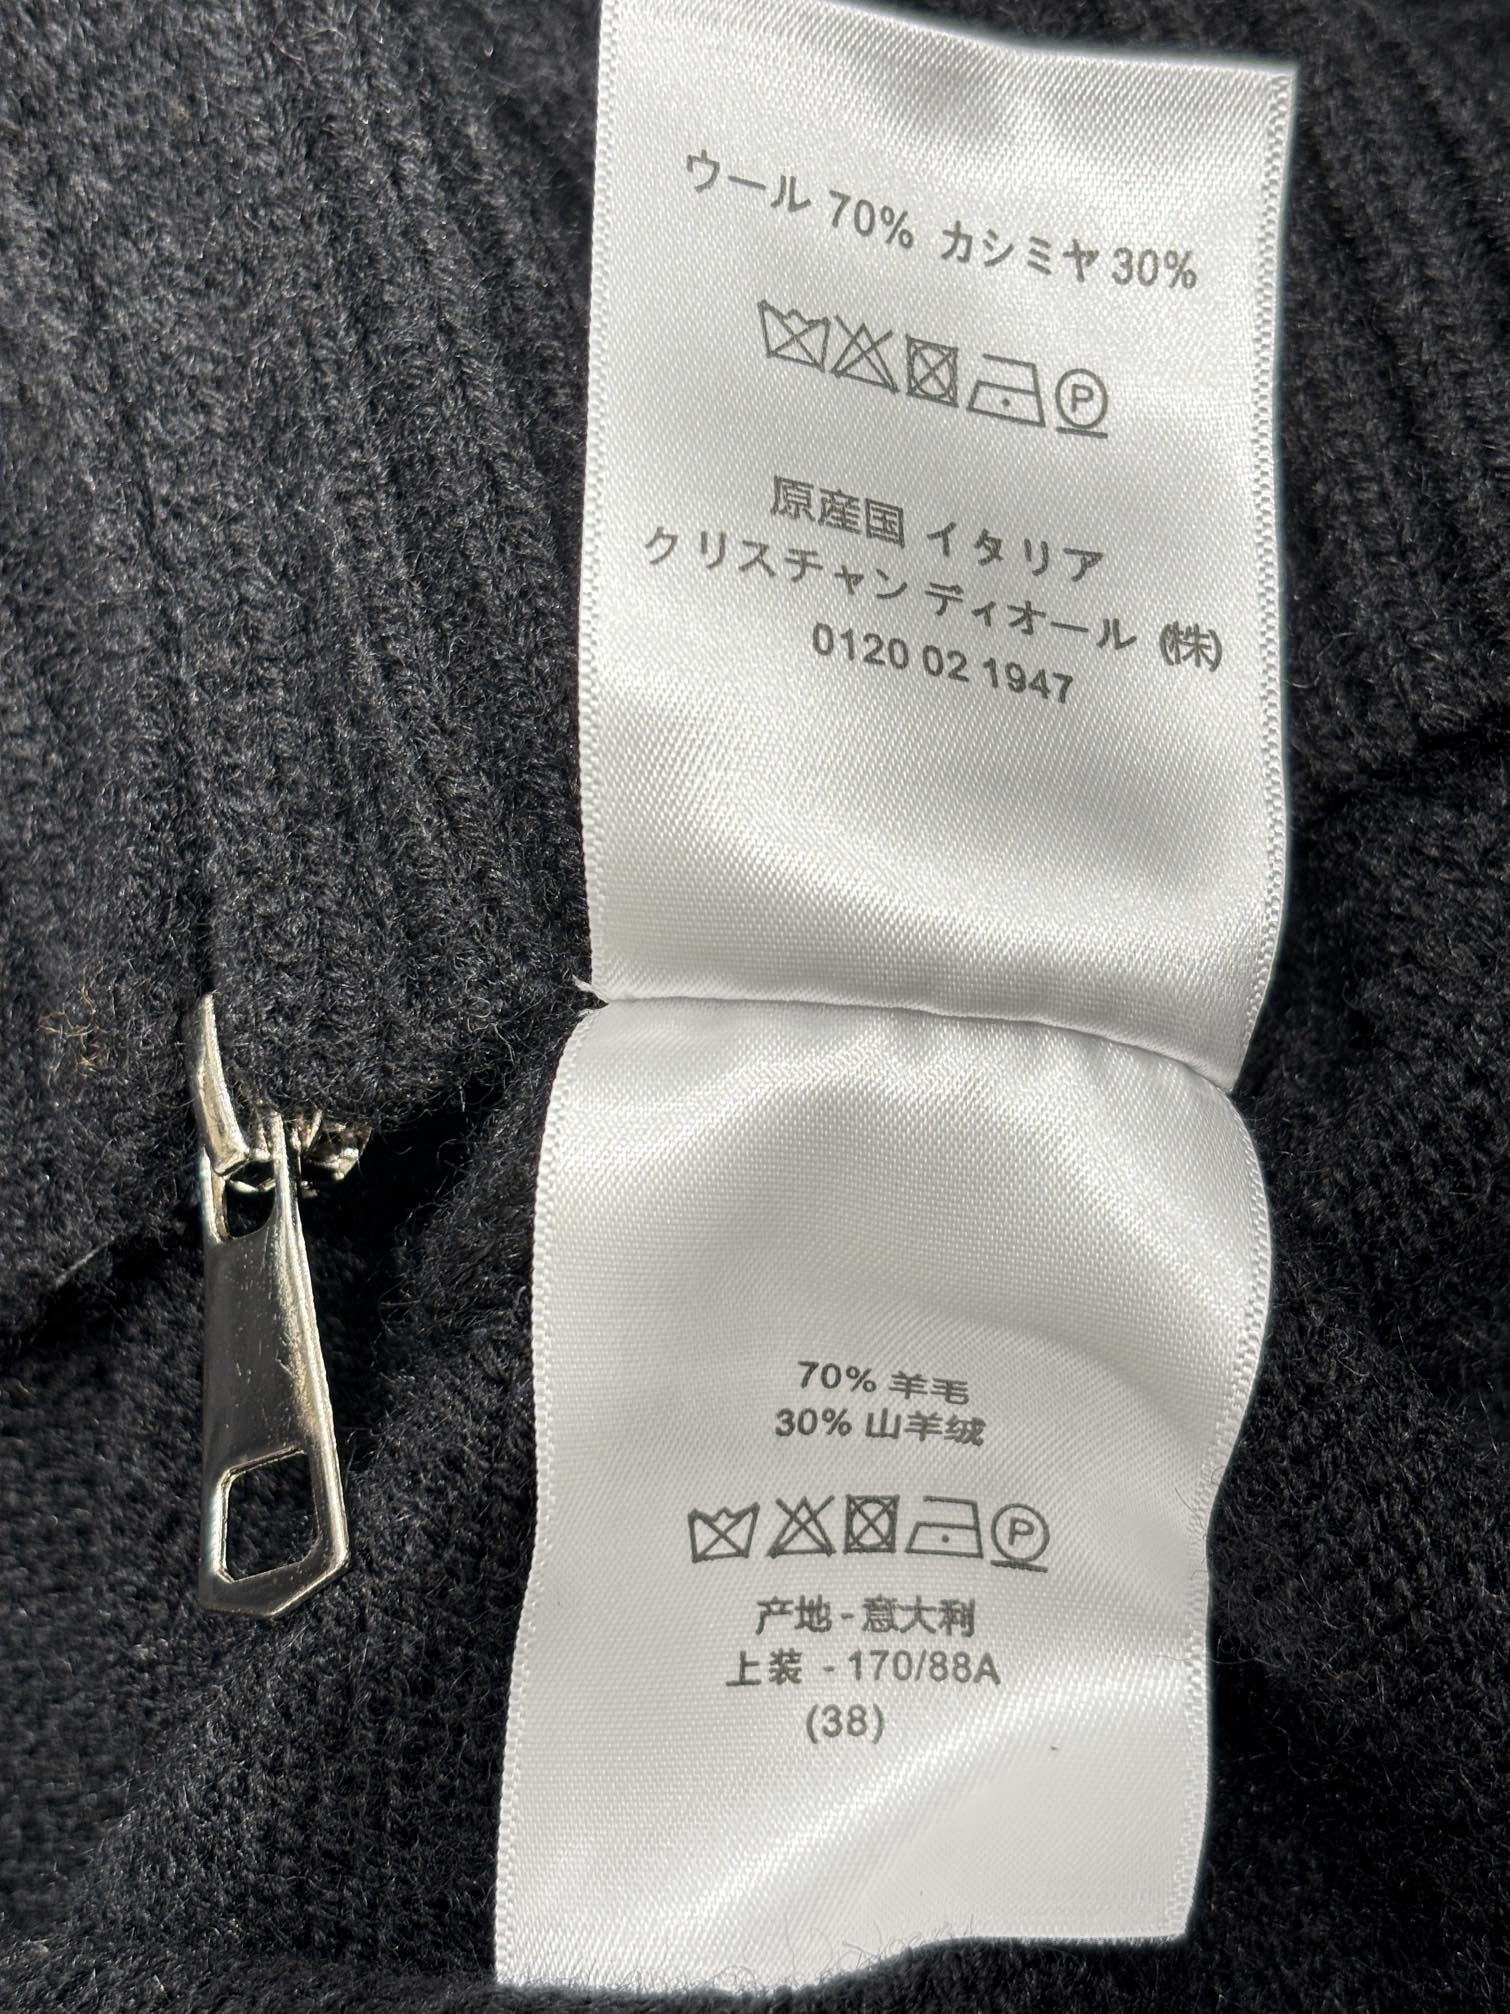 ウール 70% カシミヤ 30%
P
原産国 イタリア
クリスチャン ディオール (株)
0120 02 1947
70% 羊毛
30% 山羊绒
P
产地 - 意大利
上装 - 170/88A
(38)